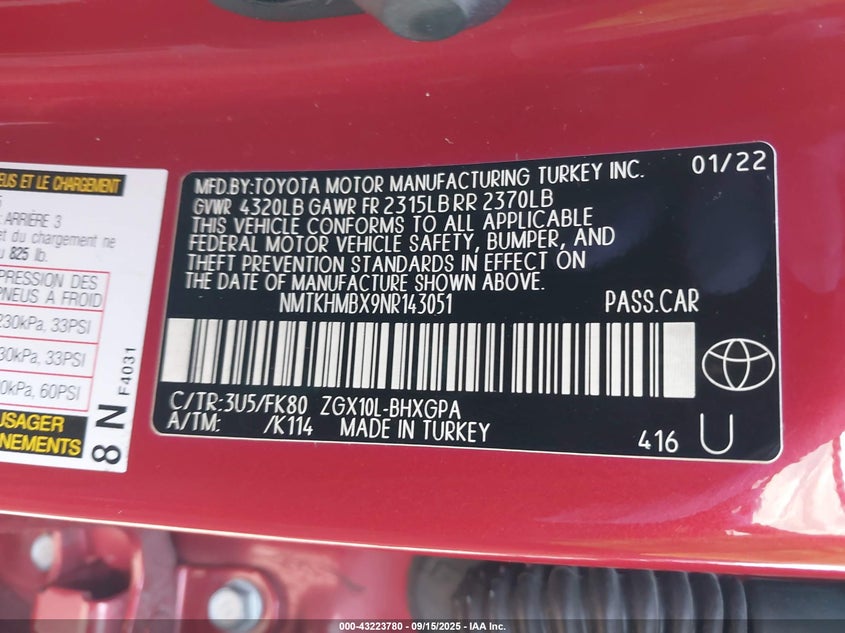 EUS ET LE CHARGEMENT
ARRIÈRE 3
et du chargement ne
825 lb.
PRESSION DES
PNEUS À FROID
230kPa, 33PSI
30kPa, 33PSI
0kPa, 60PSI
USAGER
NEMENTS
8 N F4031
MFD.BY:TOYOTA MOTOR MANUFACTURING TURKEY INC. 01/22
GVWR 4320LB GAWR FR 2315LB RR 2370LB
THIS VEHICLE CONFORMS TO ALL APPLICABLE
FEDERAL MOTOR VEHICLE SAFETY, BUMPER, AND
THEFT PREVENTION STANDARDS IN EFFECT ON
THE DATE OF MANUFACTURE SHOWN ABOVE.
NMTKHMBX9NR143051 PASS.CAR
C/TR:3U5/FK80 ZGX10L-BHXGPA
A/TM: /K114 MADE IN TURKEY
416 U
000-43223780 - 09/15/2025 - IAA Inc.